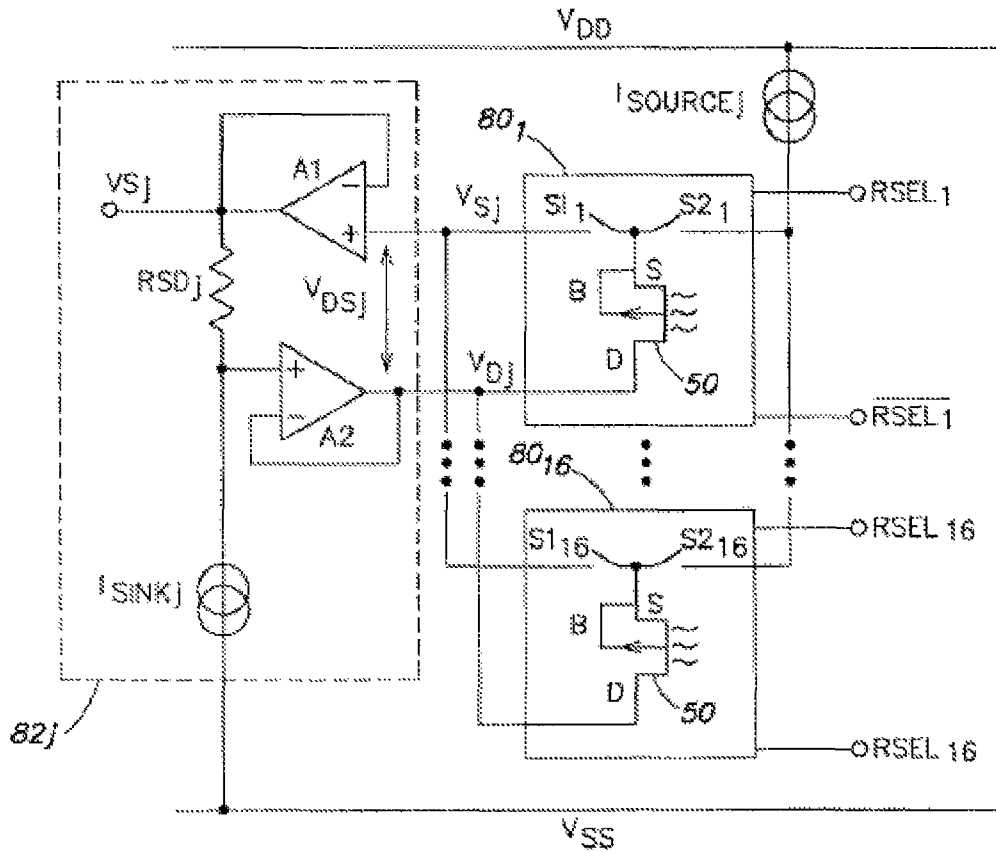 VDD
ISOURCEj
801
A1
VSj
VSj
S11
S21
RSEL1
−
+
RSDj
VDSj
S
B
D
50
VDj
+
−
A2
RSEL1
8016
S116
S216
RSEL16
ISINKj
S
B
D
50
82j
RSEL16
VSS